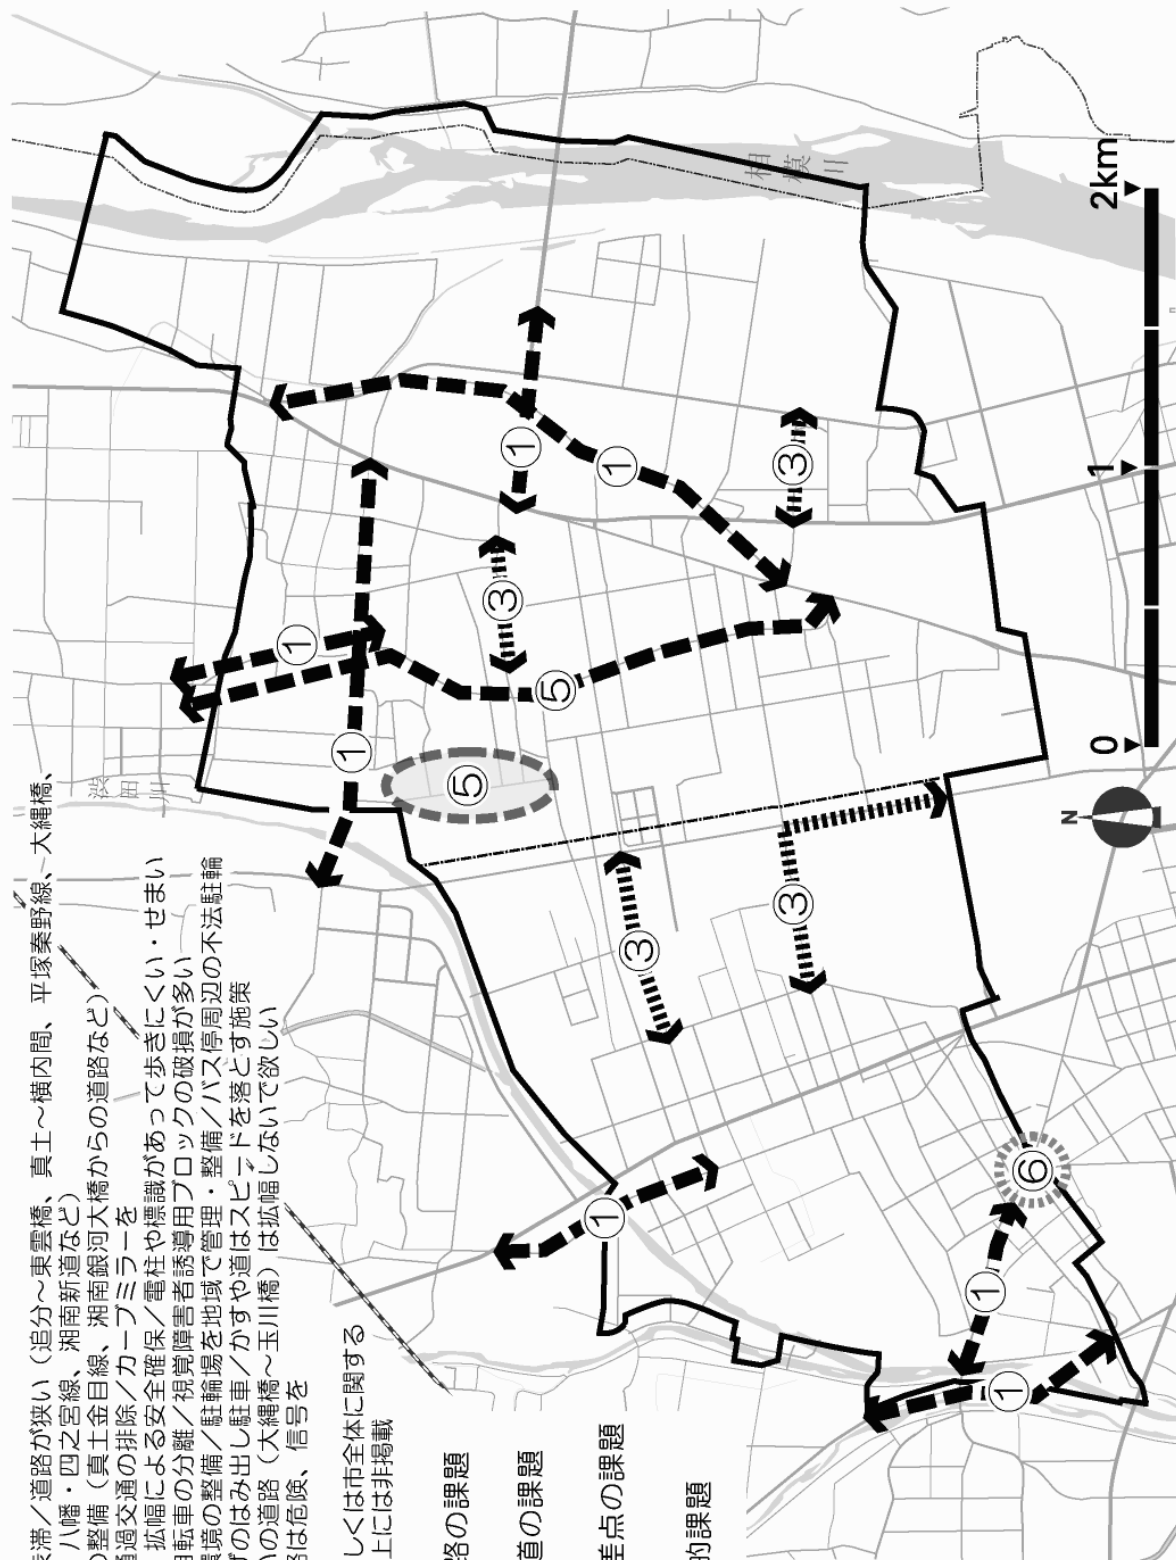 滞／道路が狭い（追分～東雲橋、真土～横内間、平塚秦野線、大縄橋、
八幡・四之宮線、湘南新道など）
の整備（真土金目線、湘南銀河大橋からの道路など）
通過交通の排除／カーブミラーを
拡幅による安全確保／電柱や標識があって歩きにくい・せまい
自転車の分離／視覚障害者誘導用ブロックの破損が多い
環境の整備／駐輪場を地域で管理・整備／バス停周辺の不法駐輪
のはみ出し駐車／かすや道はスピードを落とす施策
の道路（大縄橋～玉川橋）は拡幅しないで欲しい
路は危険、信号を
しくは市全体に関する
上には非掲載
路の課題
道の課題
差点の課題
的課題
渋田川
相模川
①
①
①
①
①
①
①
①
③
③
③
③
⑤
⑤
⑥
N
0
1
2km